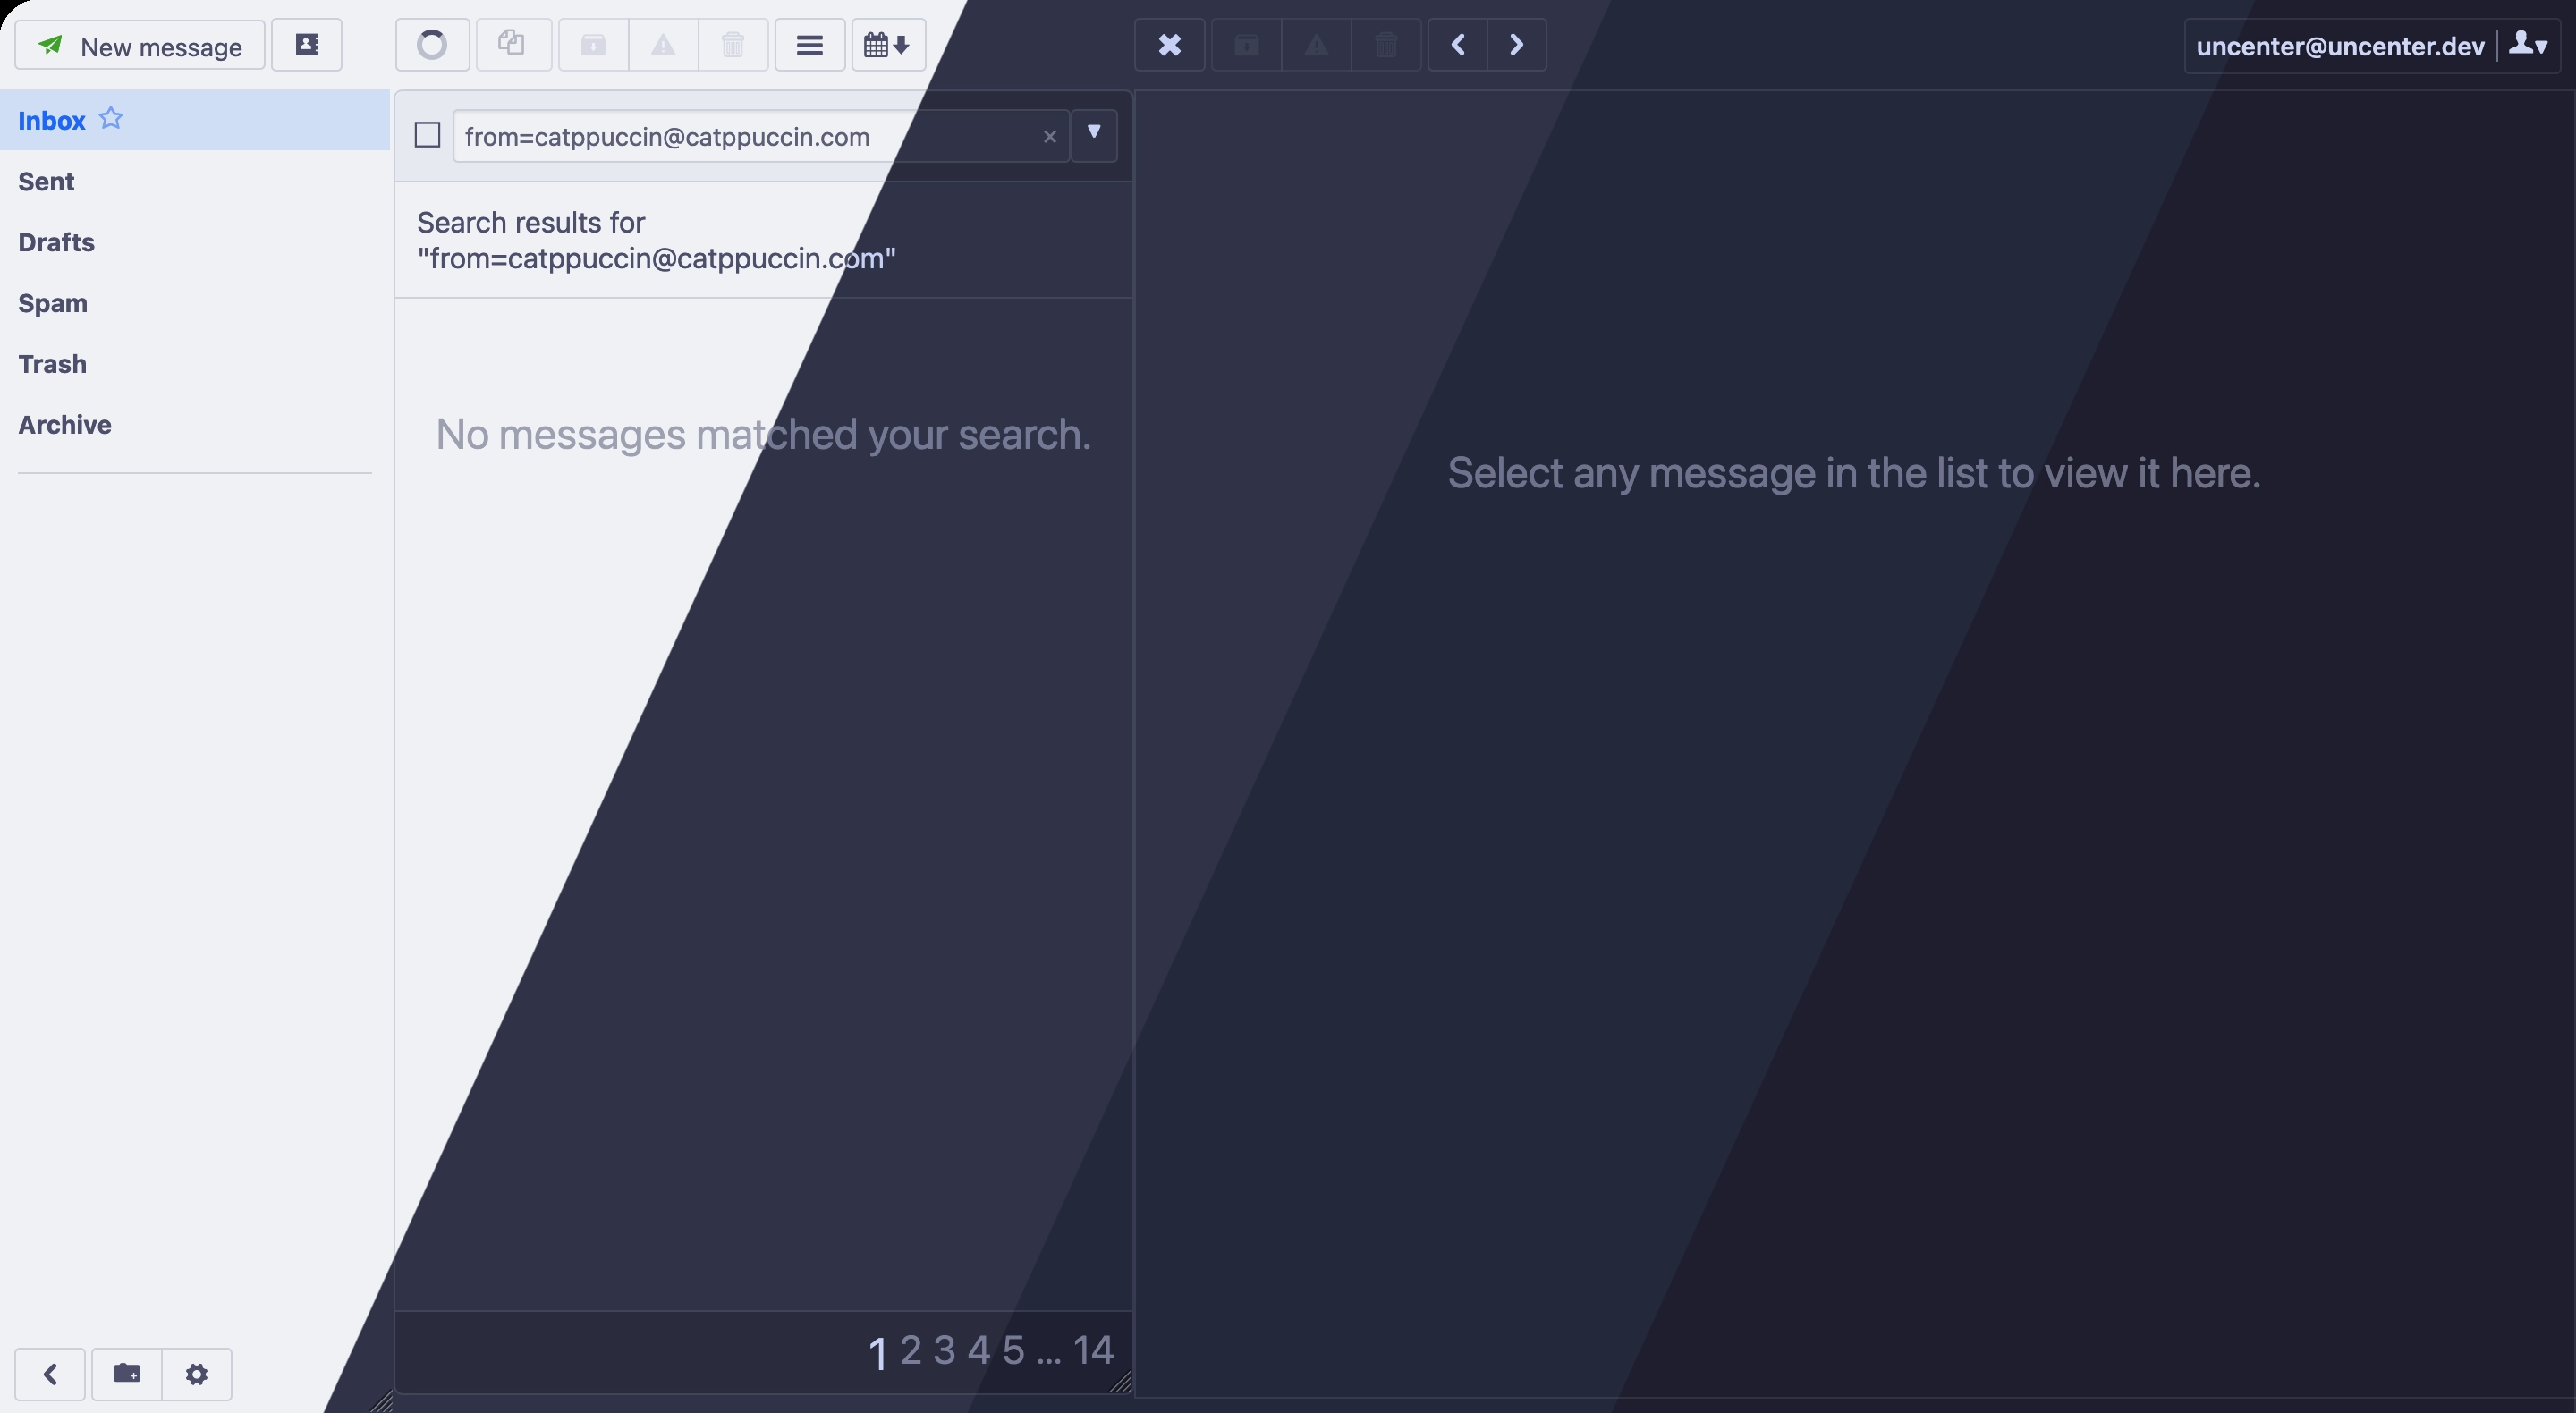 New message
uncenter@uncenter.dev
Inbox
from=catppuccin@catppuccin.com
Sent
Drafts
Spam
Trash
Archive
Search results for
"from=catppuccin@catppuccin.com"
No messages matched your search.
Select any message in the list to view it here.
1 2 3 4 5 ... 14